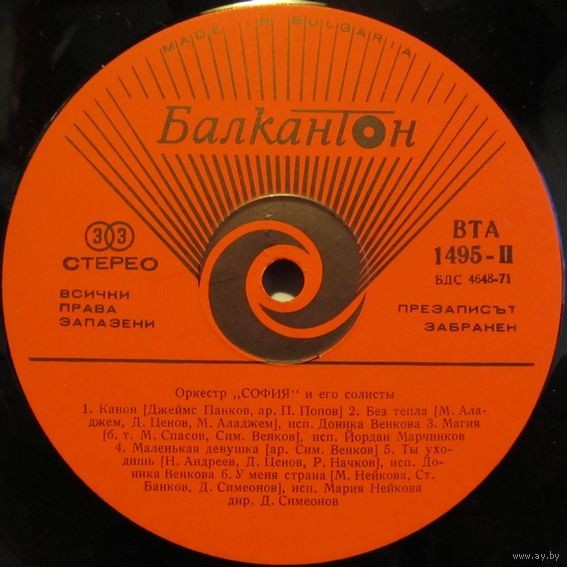 MADE IN BULGARIA
Балкантон
33
СТЕРЕО
ВТА
1495-II
БДС 4648-71
ВСИЧНИ
ПРАВА
ЗАПАЗЕНИ
ПРЕЗАПИСЪТ
ЗАБРАНЕН
Оркестр „СОФИЯ“ и его солисты
1. Канон [Джеймс Панков, ар. П. Попов] 2. Без тепла [М. Ала-
джем, Д. Ценов, М. Аладжем], исп. Доника Венкова 3. Магия
[б. т. М. Спасов, Сим. Венков], исп. Йордан Марчинков
4. Маленькая девушка [ар. Сим. Венков] 5. Ты ухо-
дишь [Н. Андреев, Д. Ценов, Р. Начков], исп. До-
ника Венкова 6. У меня страна [М. Нейкова, Ст.
Банков, Д. Симеонов], исп. Мария Нейкова
дир. Д. Симеонов
www.ay.by